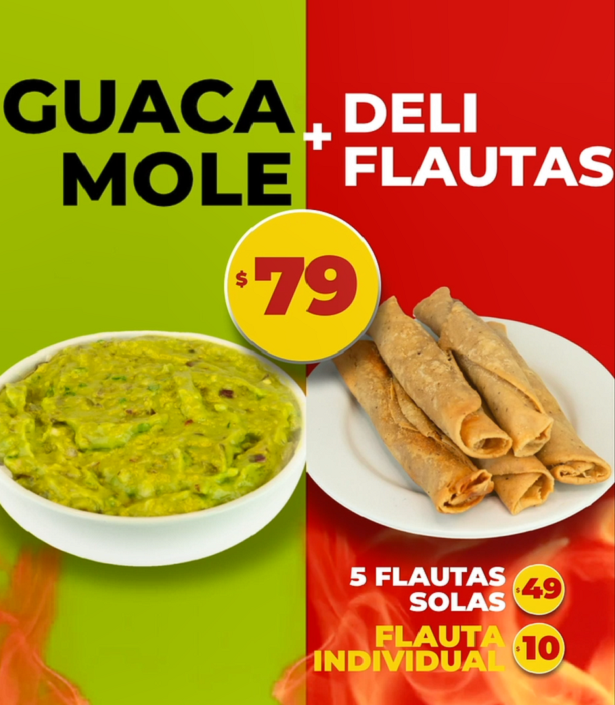 GUACA
MOLE
+
DELI
FLAUTAS
$79
5 FLAUTAS
SOLAS
$49
FLAUTA
INDIVIDUAL
$10